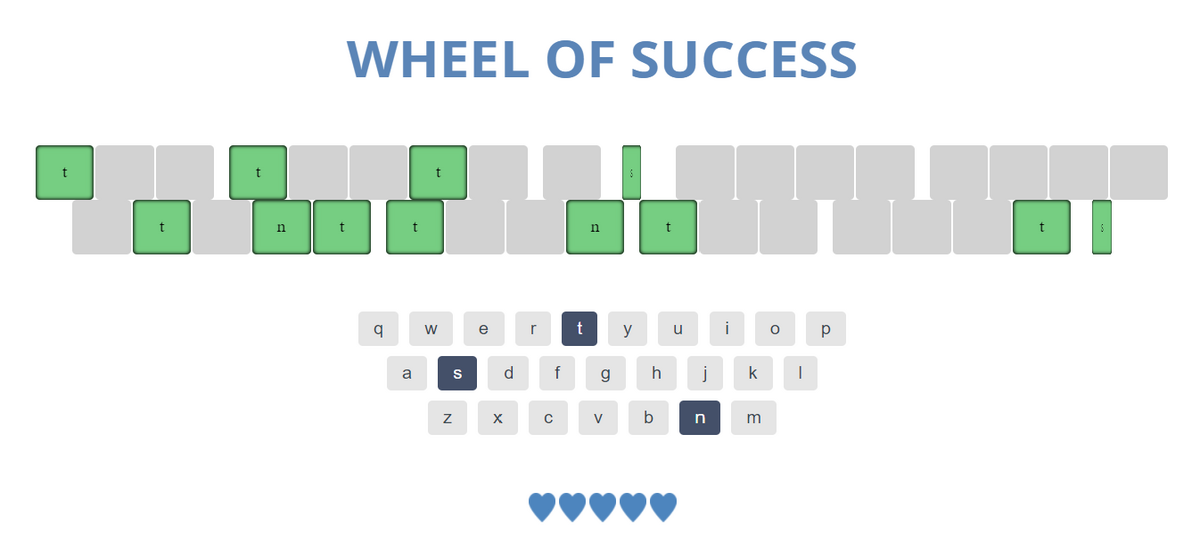 WHEEL OF SUCCESS
t t t s
t n t t n t t s
q w e r t y u i o p
a s d f g h j k l
z x c v b n m